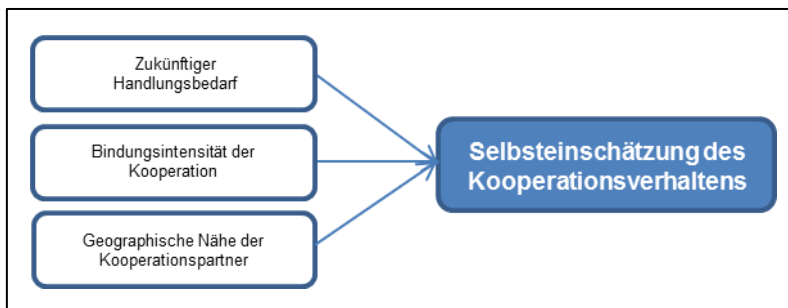 Zukünftiger
Handlungsbedarf
Bindungsintensität der
Kooperation
Geographische Nähe der
Kooperationspartner
Selbsteinschätzung des
Kooperationsverhaltens